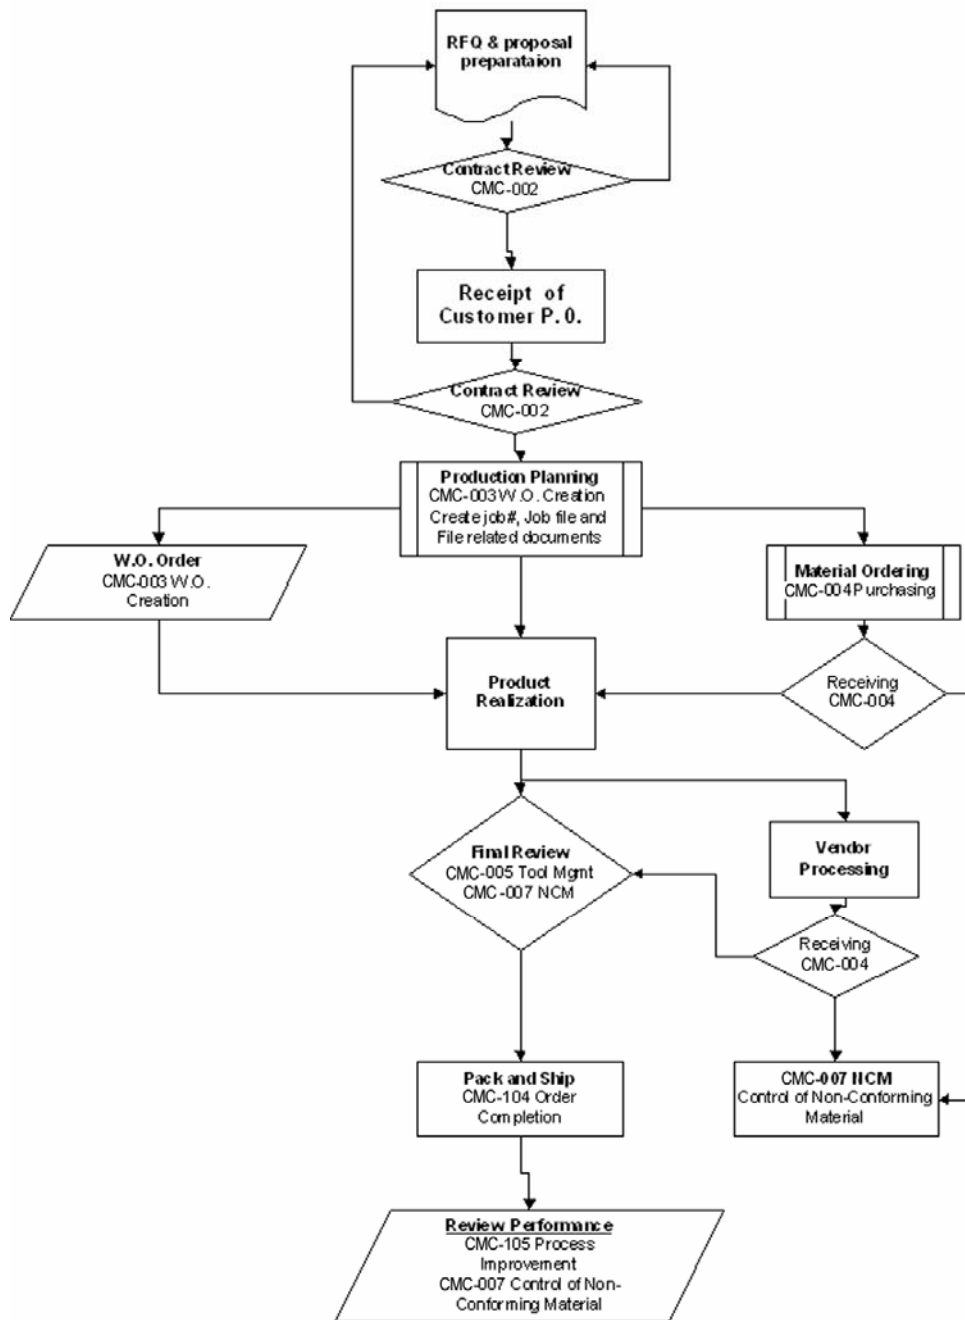 RFQ & proposal
preparataion
Contract Review
CMC-002
Receipt of
Customer P.O.
Contract Review
CMC-002
Production Planning
CMC-003 W.O. Creation
Create job#, Job file and
File related documents
W.O. Order
CMC-003 W.O.
Creation
Material Ordering
CMC-004 Purchasing
Product
Realization
Receiving
CMC-004
Final Review
CMC-005 Tool Mgmt
CMC-007 NCM
Vendor
Processing
Receiving
CMC-004
Pack and Ship
CMC-104 Order
Completion
CMC-007 NCM
Control of Non-Conforming
Material
Review Performance
CMC-105 Process
Improvement
CMC-007 Control of Non-
Conforming Material